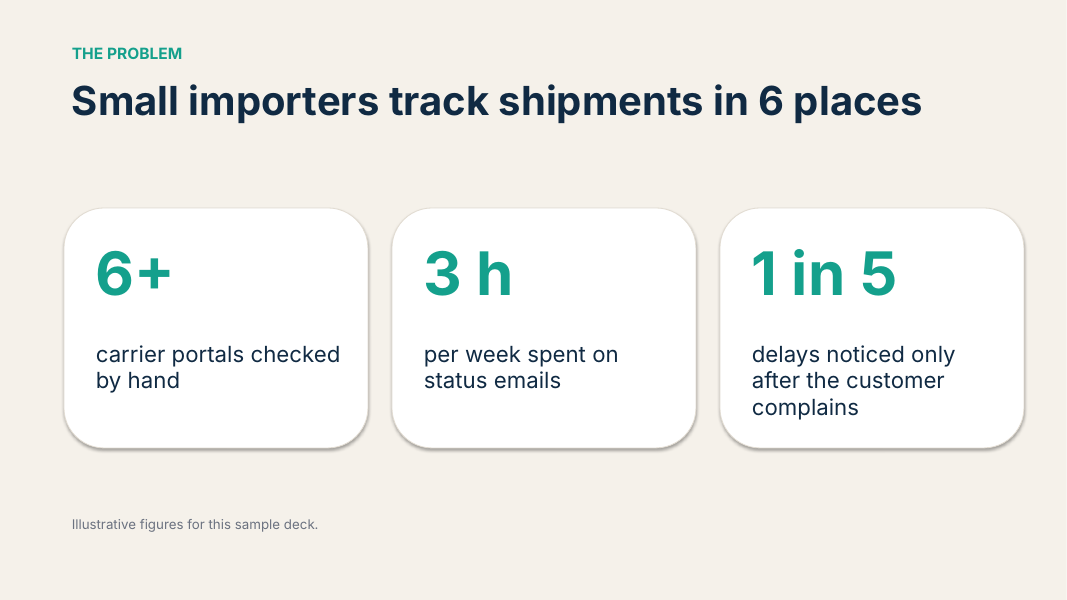 THE PROBLEM
Small importers track shipments in 6 places
6+
carrier portals checked
by hand
3 h
per week spent on
status emails
1 in 5
delays noticed only
after the customer
complains
Illustrative figures for this sample deck.